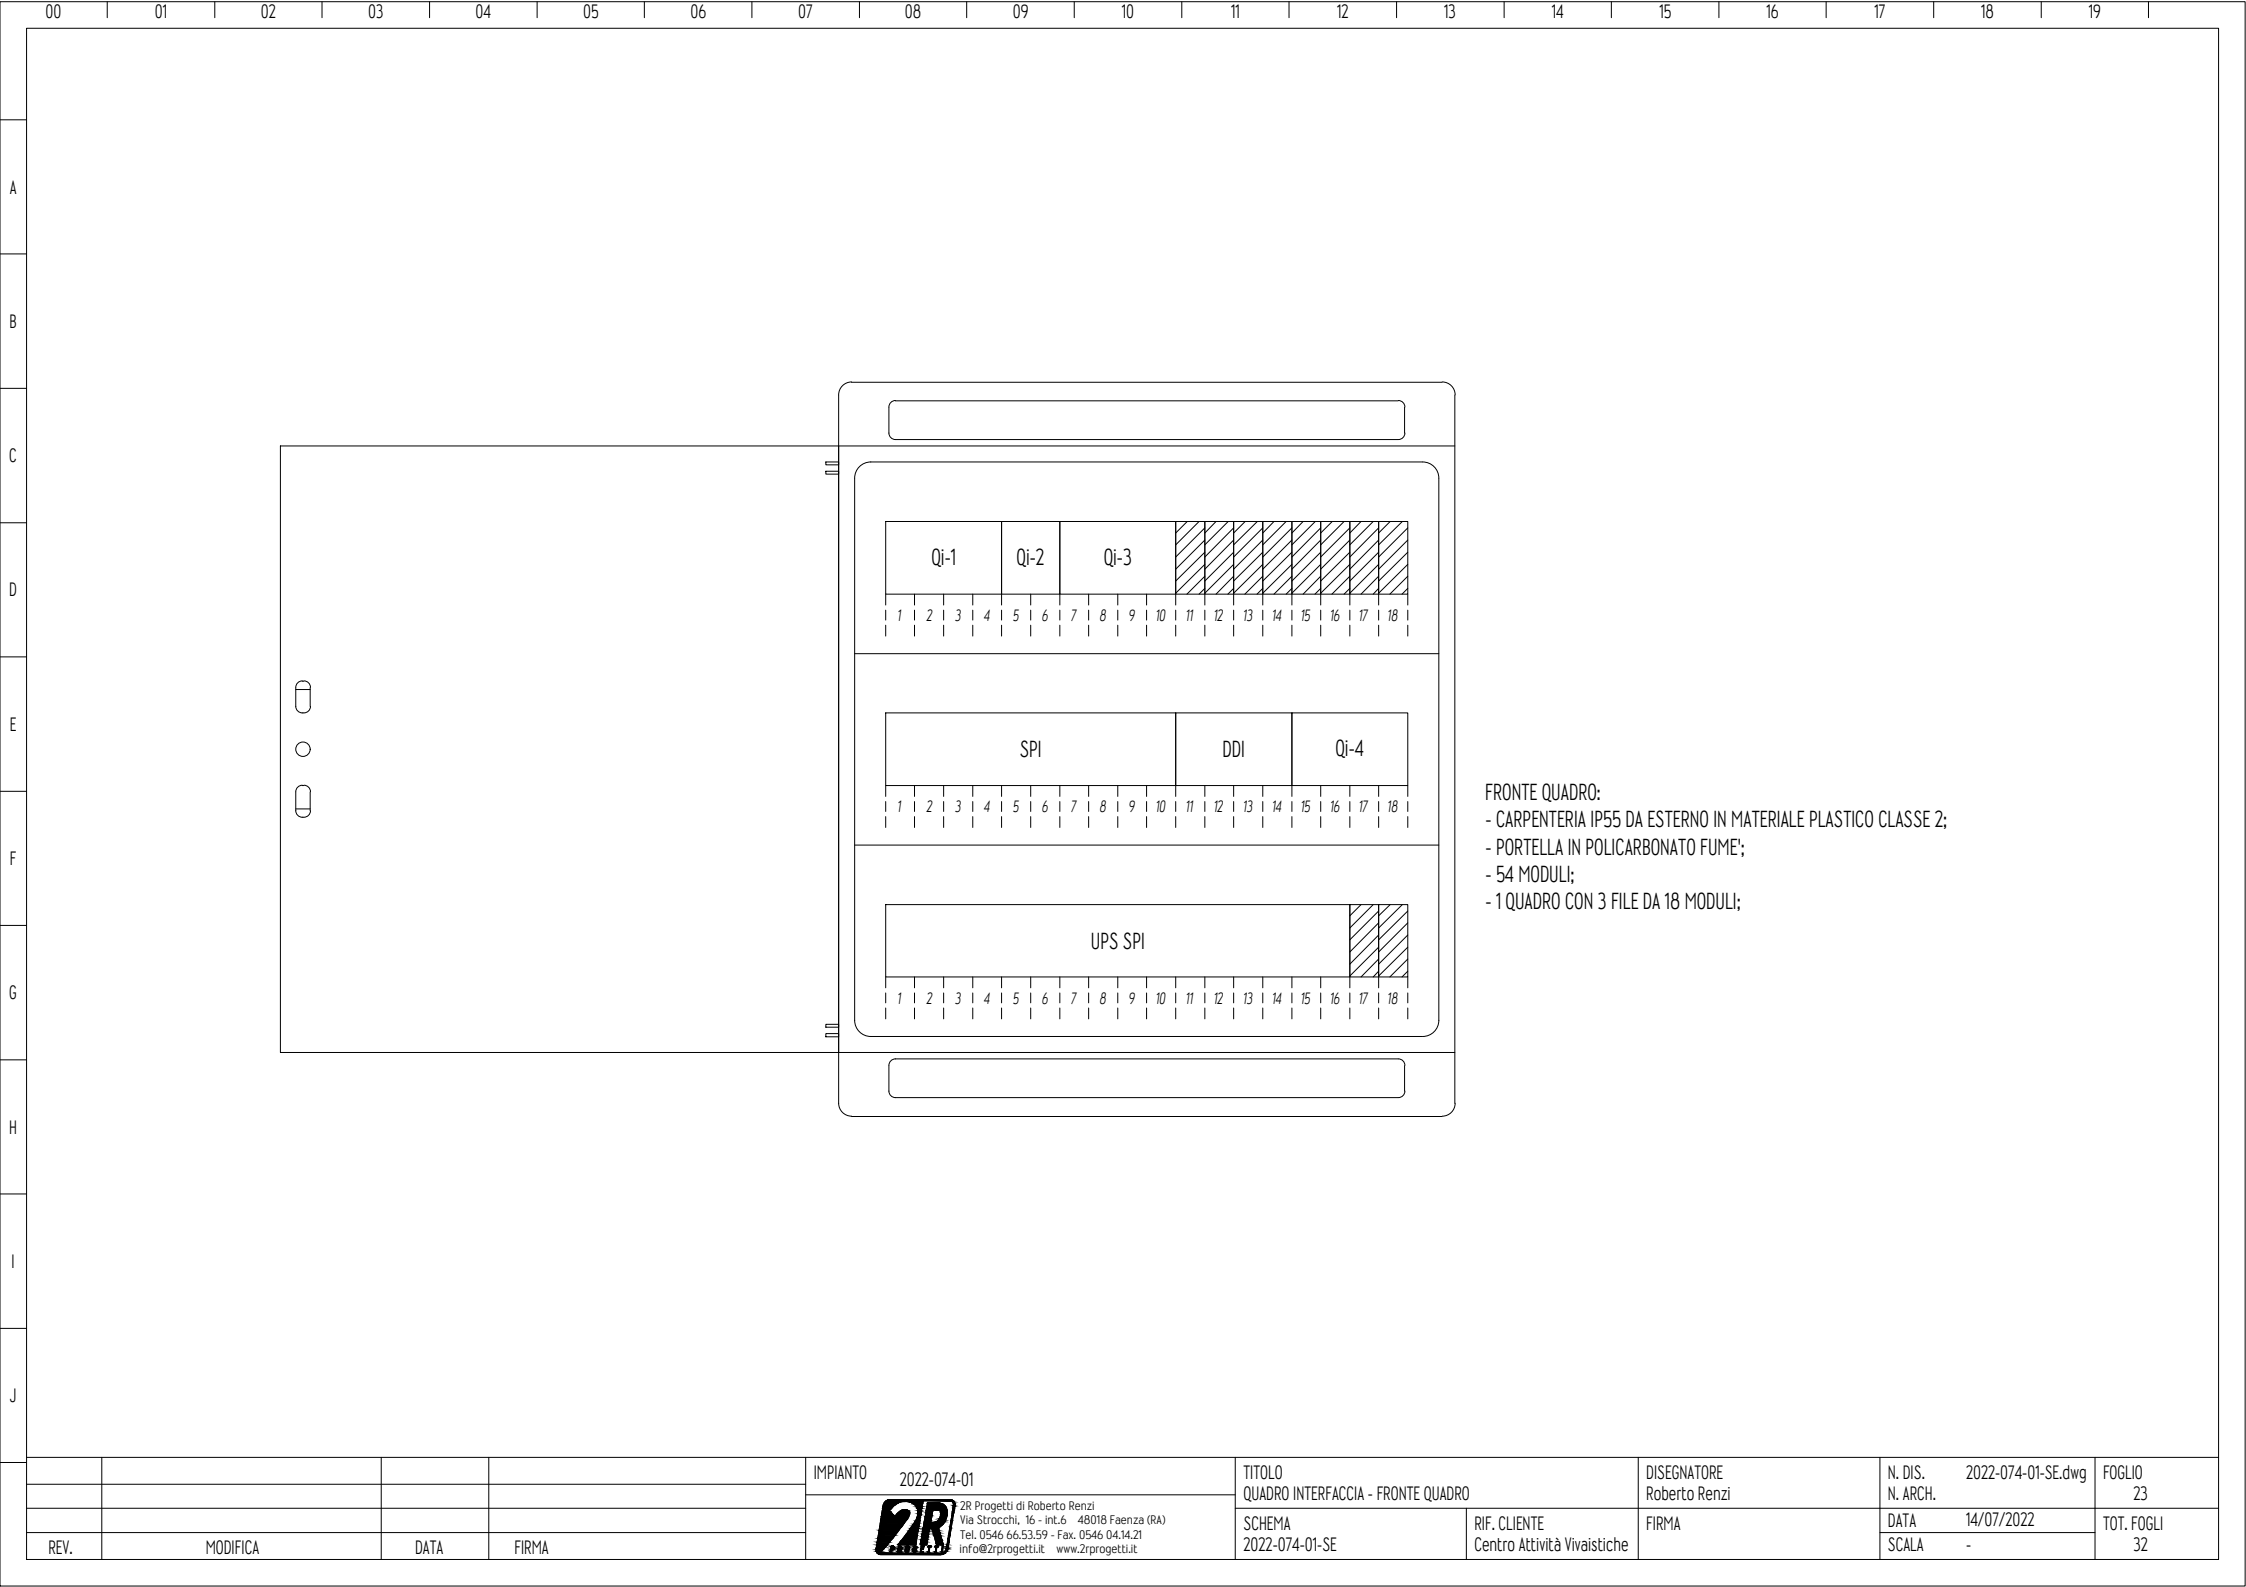 00 01 02 03 04 05 06 07 08 09 10 11 12 13 14 15 16 17 18 19
A
B
C
D
E
F
G
H
I
J
Qi-1 Qi-2 Qi-3
1 2 3 4 5 6 7 8 9 10 11 12 13 14 15 16 17 18
SPI DDI Qi-4
1 2 3 4 5 6 7 8 9 10 11 12 13 14 15 16 17 18
UPS SPI
1 2 3 4 5 6 7 8 9 10 11 12 13 14 15 16 17 18
FRONTE QUADRO:
- CARPENTERIA IP55 DA ESTERNO IN MATERIALE PLASTICO CLASSE 2;
- PORTELLA IN POLICARBONATO FUME';
- 54 MODULI;
- 1 QUADRO CON 3 FILE DA 18 MODULI;
REV. MODIFICA DATA FIRMA
IMPIANTO 2022-074-01
2R
PROGETTI
2R Progetti di Roberto Renzi
Via Strocchi, 16 - int.6 48018 Faenza (RA)
Tel. 0546 66.53.59 - Fax. 0546 04.14.21
info@2rprogetti.it www.2rprogetti.it
TITOLO
QUADRO INTERFACCIA - FRONTE QUADRO
SCHEMA
2022-074-01-SE
RIF. CLIENTE
Centro Attività Vivaistiche
DISEGNATORE
Roberto Renzi
FIRMA
N. DIS. 2022-074-01-SE.dwg
N. ARCH.
DATA 14/07/2022
SCALA -
FOGLIO
23
TOT. FOGLI
32